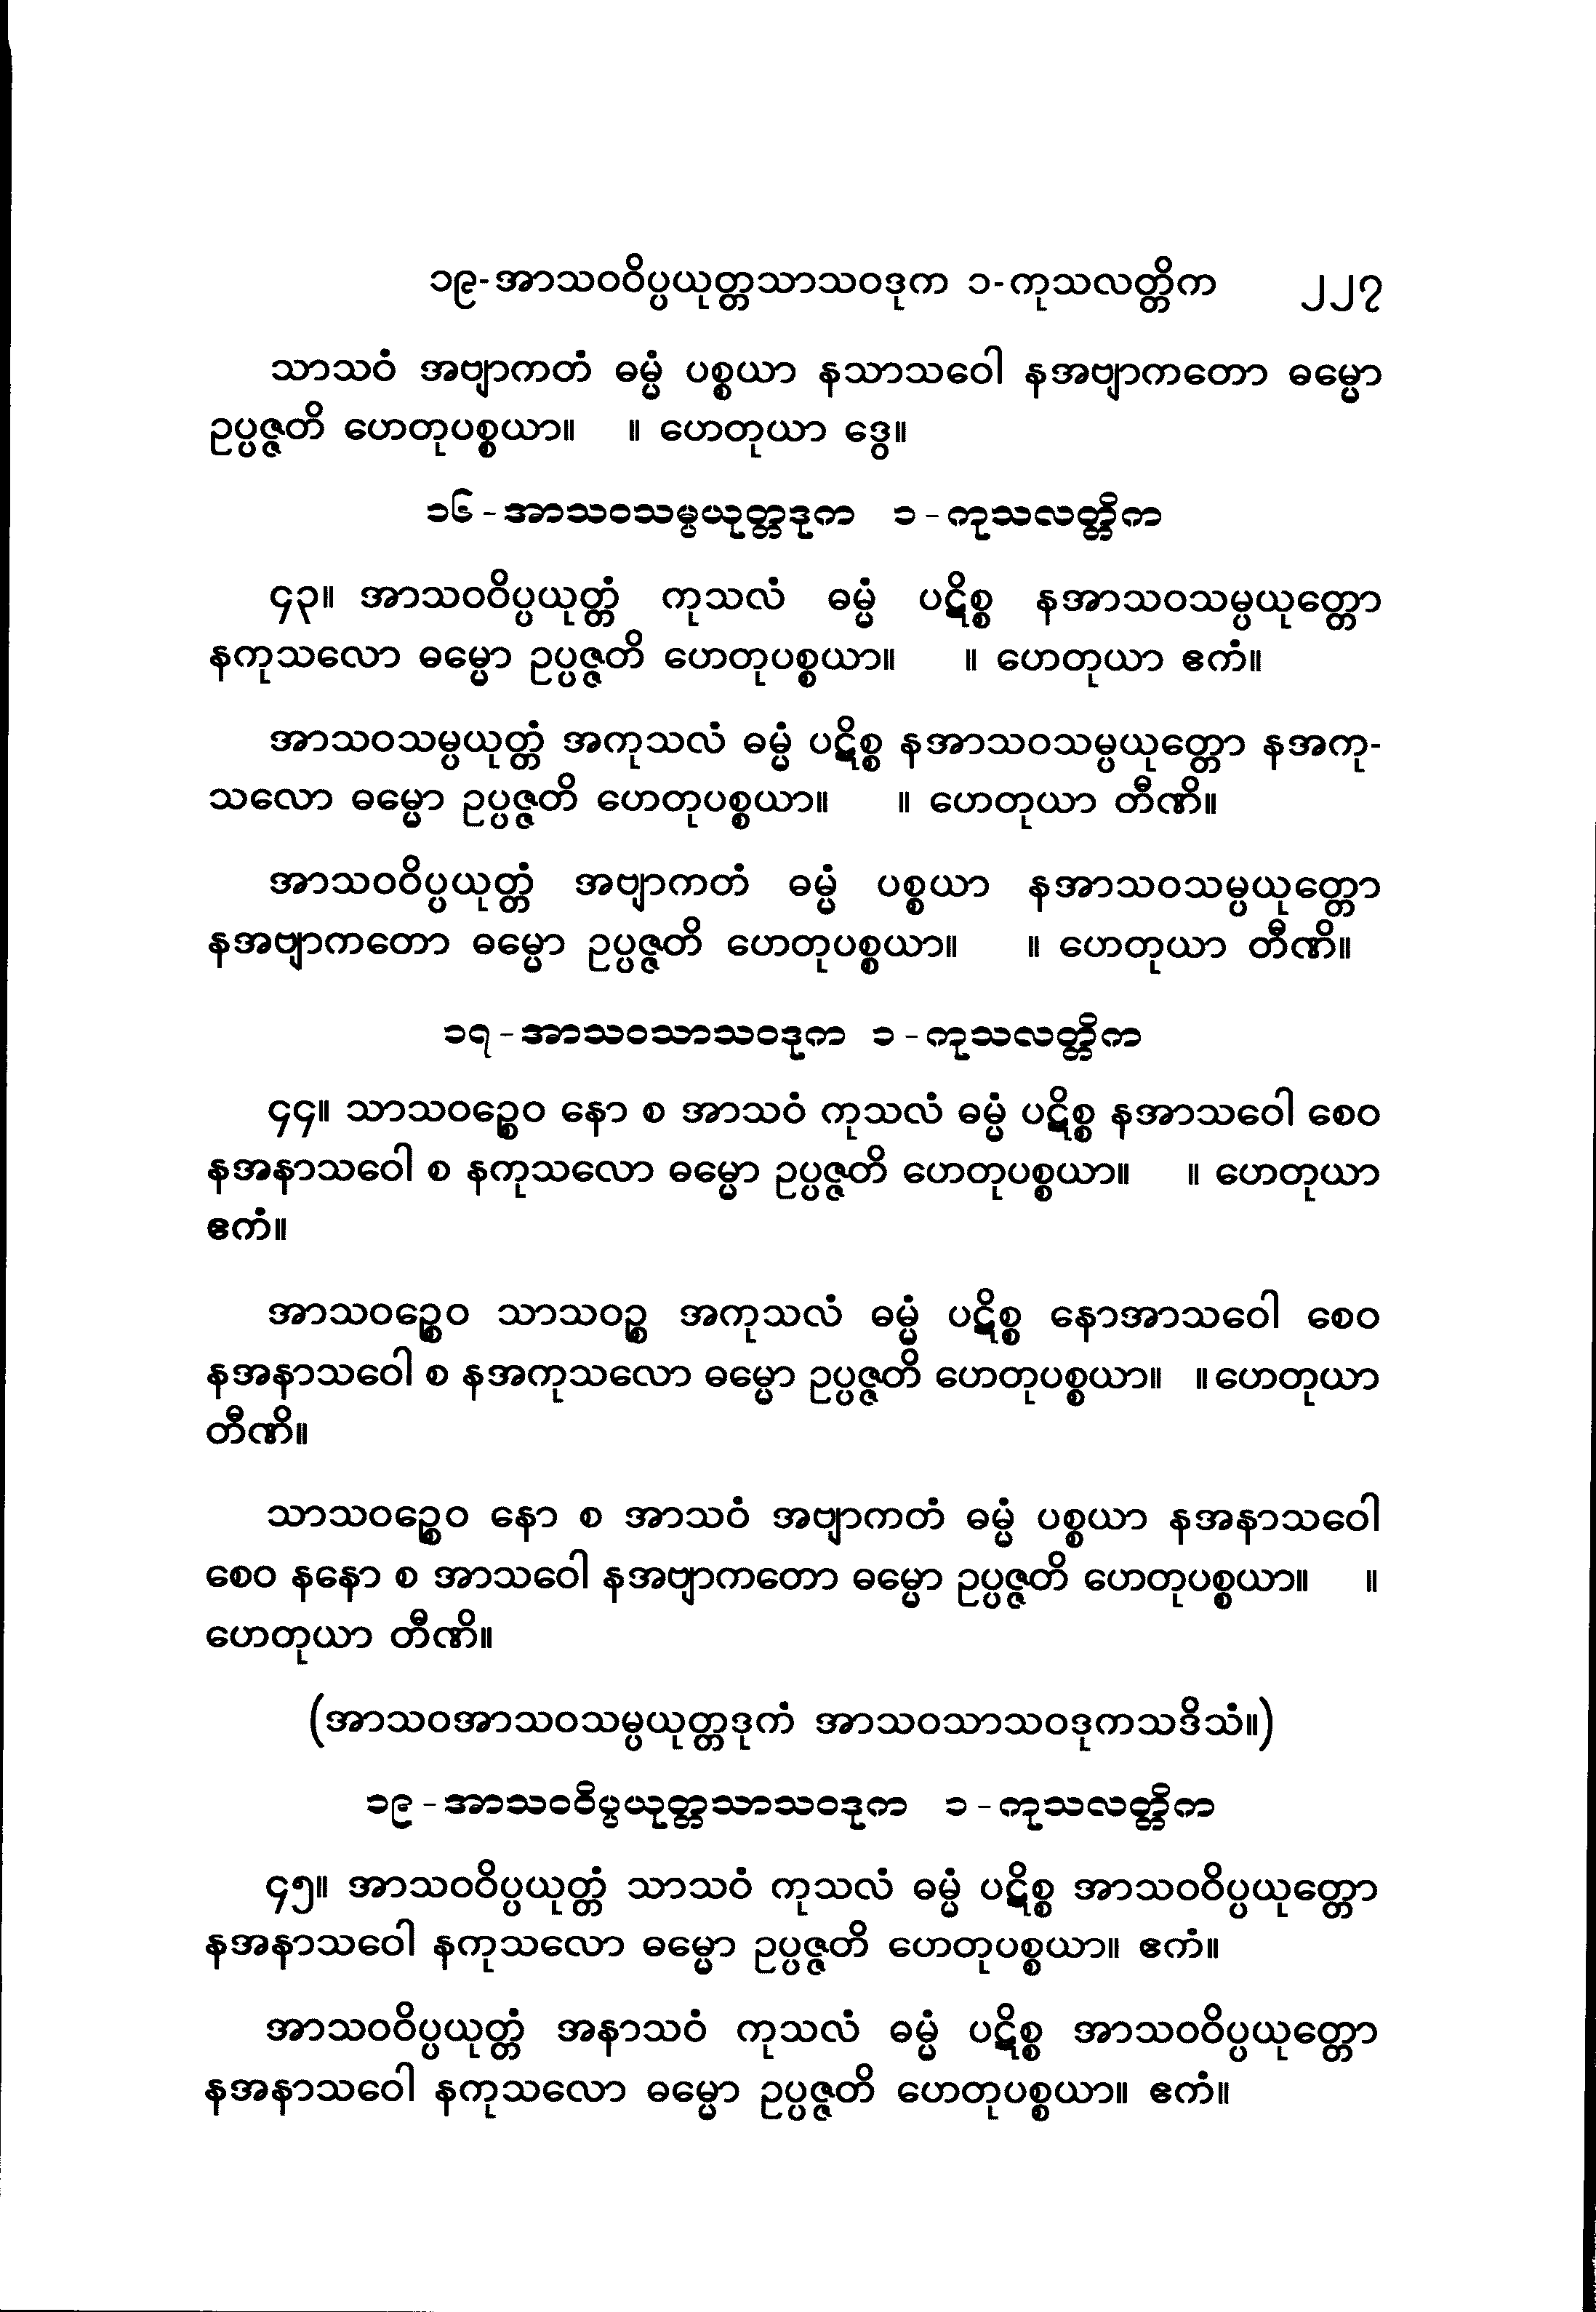 ၁၉-အာသဝဝိပ္ပယုတ္တသာသဝဒုက ၁-ကုသလတ္တိက ၂၂၇
သာသဝံ အဗျာကတံ ဓမ္မံ ပစ္စယာ နသာသဝေါ နအဗျာကတော ဓမ္မော
ဥပ္ပဇ္ဇတိ ဟေတုပစ္စယာ။ ။ ဟေတုယာ ဒွေ။
၁၆-အာသဝသမ္ပယုတ္တဒုက ၁-ကုသလတ္တိက
၄၃။ အာသဝဝိပ္ပယုတ္တံ ကုသလံ ဓမ္မံ ပဋိစ္စ နအာသဝသမ္ပယုတ္တော
နကုသလော ဓမ္မော ဥပ္ပဇ္ဇတိ ဟေတုပစ္စယာ။ ။ ဟေတုယာ ဧကံ။
အာသဝသမ္ပယုတ္တံ အကုသလံ ဓမ္မံ ပဋိစ္စ နအာသဝသမ္ပယုတ္တော နအကု-
သလော ဓမ္မော ဥပ္ပဇ္ဇတိ ဟေတုပစ္စယာ။ ။ ဟေတုယာ တီဏိ။
အာသဝဝိပ္ပယုတ္တံ အဗျာကတံ ဓမ္မံ ပစ္စယာ နအာသဝသမ္ပယုတ္တော
နအဗျာကတော ဓမ္မော ဥပ္ပဇ္ဇတိ ဟေတုပစ္စယာ။ ။ ဟေတုယာ တီဏိ။
၁၇-အာသဝသာသဝဒုက ၁-ကုသလတ္တိက
၄၄။ သာသဝဉ္စေဝ နော စ အာသဝံ ကုသလံ ဓမ္မံ ပဋိစ္စ နအာသဝေါ စေဝ
နအနာသဝေါ စ နကုသလော ဓမ္မော ဥပ္ပဇ္ဇတိ ဟေတုပစ္စယာ။ ။ ဟေတုယာ
ဧကံ။
အာသဝဉ္စေဝ သာသဝဉ္စ အကုသလံ ဓမ္မံ ပဋိစ္စ နောအာသဝေါ စေဝ
နအနာသဝေါ စ နအကုသလော ဓမ္မော ဥပ္ပဇ္ဇတိ ဟေတုပစ္စယာ။ ။ ဟေတုယာ
တီဏိ။
သာသဝဉ္စေဝ နော စ အာသဝံ အဗျာကတံ ဓမ္မံ ပစ္စယာ နအနာသဝေါ
စေဝ နနော စ အာသဝေါ နအဗျာကတော ဓမ္မော ဥပ္ပဇ္ဇတိ ဟေတုပစ္စယာ။ ။
ဟေတုယာ တီဏိ။
(အာသဝအာသဝသမ္ပယုတ္တဒုကံ အာသဝသာသဝဒုကသဒိသံ။)
၁၉-အာသဝဝိပ္ပယုတ္တသာသဝဒုက ၁-ကုသလတ္တိက
၄၅။ အာသဝဝိပ္ပယုတ္တံ သာသဝံ ကုသလံ ဓမ္မံ ပဋိစ္စ အာသဝဝိပ္ပယုတ္တော
နအနာသဝေါ နကုသလော ဓမ္မော ဥပ္ပဇ္ဇတိ ဟေတုပစ္စယာ။ ဧကံ။
အာသဝဝိပ္ပယုတ္တံ အနာသဝံ ကုသလံ ဓမ္မံ ပဋိစ္စ အာသဝဝိပ္ပယုတ္တော
နအနာသဝေါ နကုသလော ဓမ္မော ဥပ္ပဇ္ဇတိ ဟေတုပစ္စယာ။ ဧကံ။